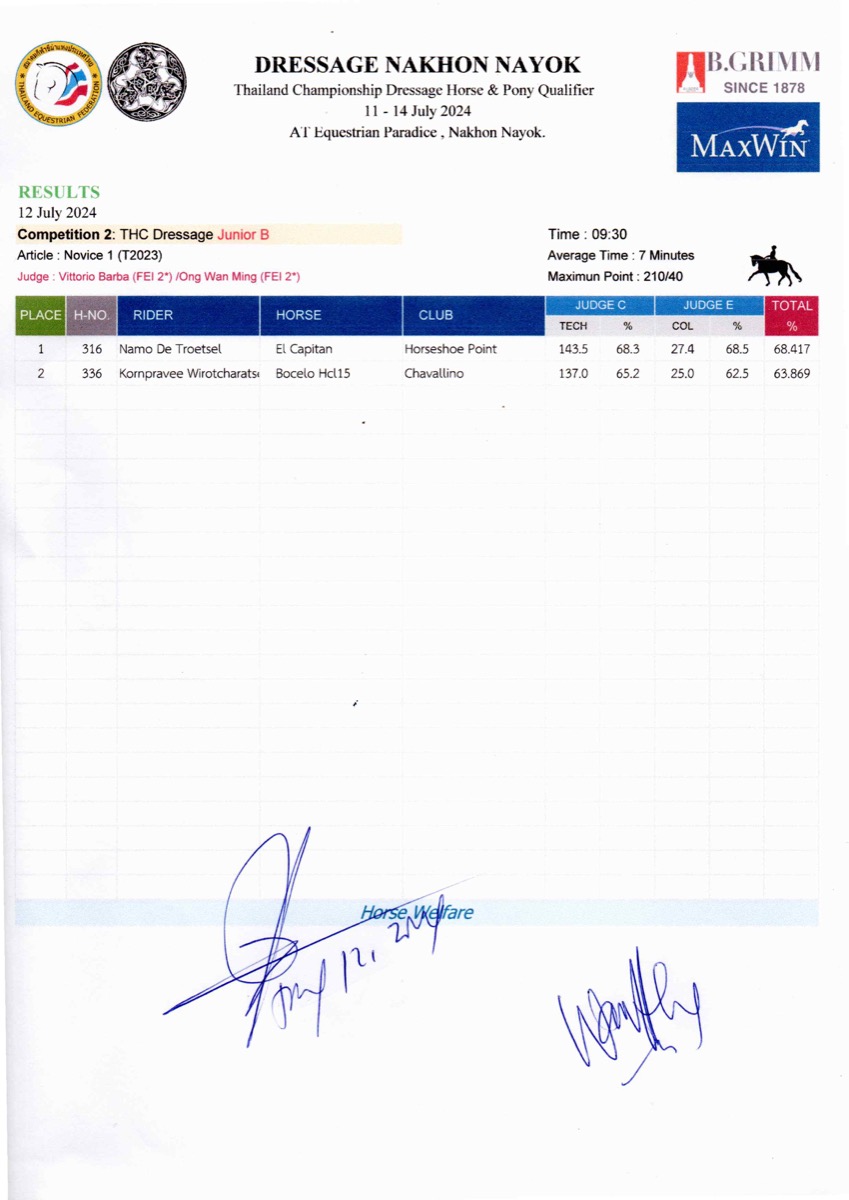 DRESSAGE NAKHON NAYOK
Thailand Championship Dressage Horse & Pony Qualifier
11 - 14 July 2024
AT Equestrian Paradice , Nakhon Nayok.
THAILAND EQUESTRIAN FEDERATION
B.GRIMM
SINCE 1878
MAXWIN
RESULTS
12 July 2024
Competition 2: THC Dressage Junior B
Time : 09:30
Article : Novice 1 (T2023)
Average Time : 7 Minutes
Judge : Vittorio Barba (FEI 2*) /Ong Wan Ming (FEI 2*)
Maximun Point : 210/40
PLACE H-NO. RIDER HORSE CLUB JUDGE C JUDGE E TOTAL
TECH % COL % %
1 316 Namo De Troetsel El Capitan Horseshoe Point 143.5 68.3 27.4 68.5 68.417
2 336 Kornpravee Wirotcharats Bocelo Hcl15 Chavallino 137.0 65.2 25.0 62.5 63.869
Horse Welfare
12, 2024